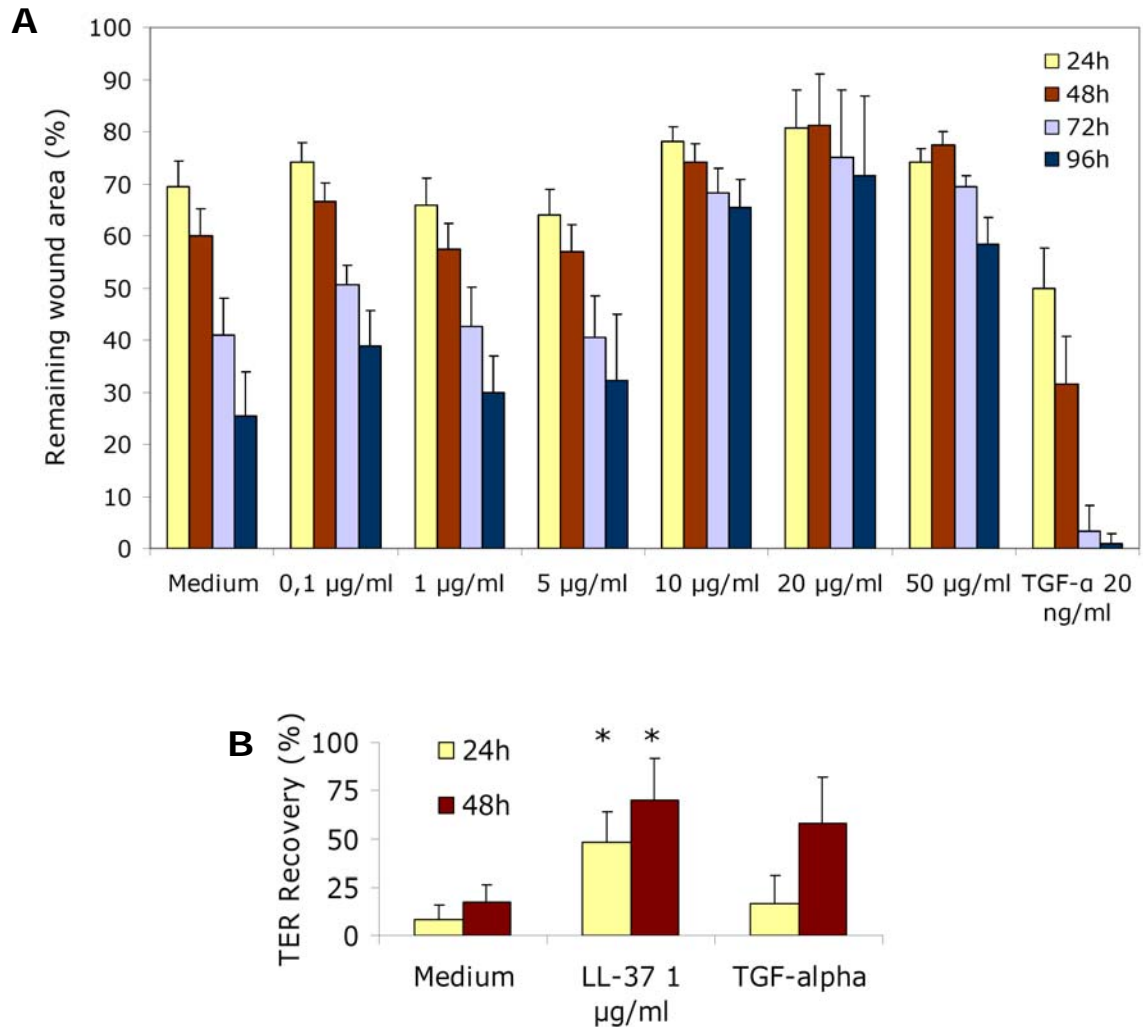 A
100
90
80
70
60
50
40
30
20
10
0
Remaining wound area (%)
24h
48h
72h
96h
Medium 0,1 µg/ml 1 µg/ml 5 µg/ml 10 µg/ml 20 µg/ml 50 µg/ml TGF-α 20
ng/ml
B
TER Recovery (%)
100
75
50
25
0
24h
48h
* *
Medium LL-37 1 TGF-alpha
µg/ml